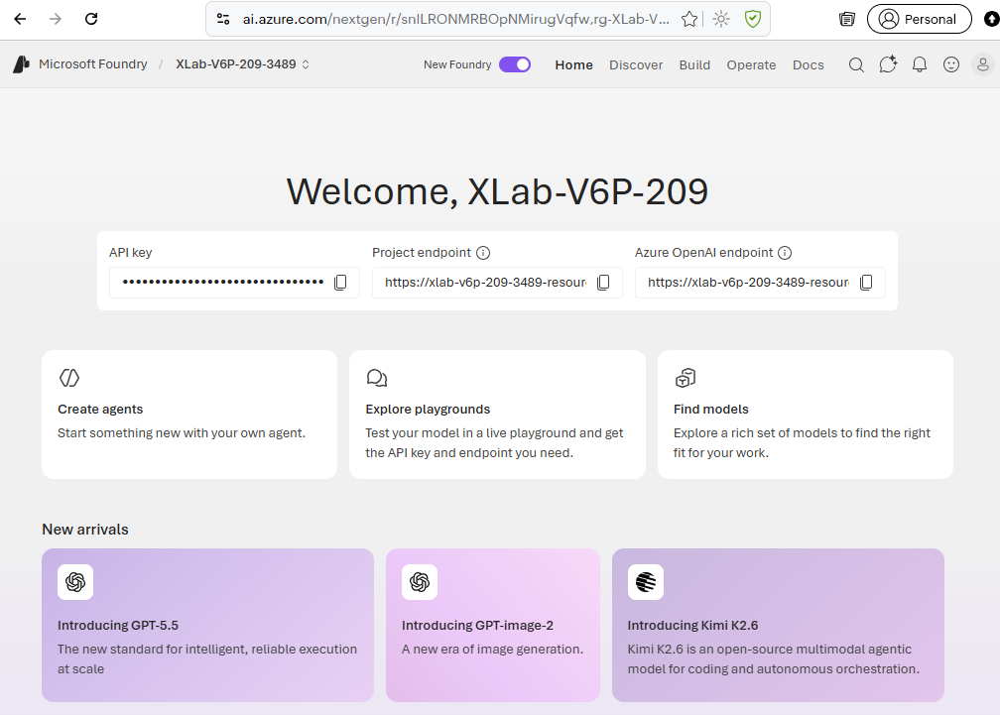 ai.azure.com/nextgen/r/snILRONMRBOpNMirugVqfw,rg-XLab-V...
Personal
Microsoft Foundry / XLab-V6P-209-3489
New Foundry
Home Discover Build Operate Docs
Welcome, XLab-V6P-209
API key
••••••••••••••••••••••••••••••••
Project endpoint
https://xlab-v6p-209-3489-resour
Azure OpenAI endpoint
https://xlab-v6p-209-3489-resour
Create agents
Start something new with your own agent.
Explore playgrounds
Test your model in a live playground and get
the API key and endpoint you need.
Find models
Explore a rich set of models to find the right
fit for your work.
New arrivals
Introducing GPT-5.5
The new standard for intelligent, reliable execution
at scale
Introducing GPT-image-2
A new era of image generation.
Introducing Kimi K2.6
Kimi K2.6 is an open-source multimodal agentic
model for coding and autonomous orchestration.